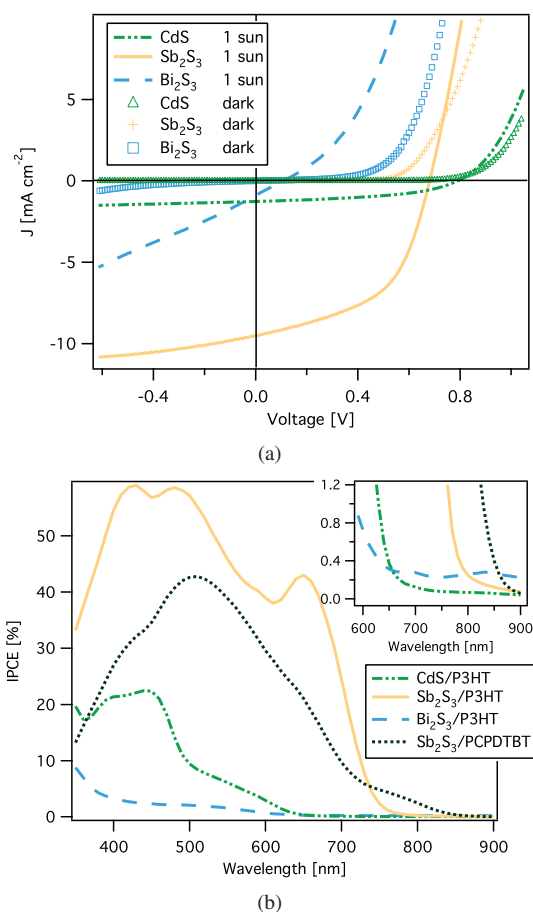 CdS 1 sun
Sb₂S₃ 1 sun
Bi₂S₃ 1 sun
CdS dark
Sb₂S₃ dark
Bi₂S₃ dark
5
0
-5
-10
J [mA cm⁻²]
-0.4 0.0 0.4 0.8
Voltage [V]
(a)
1.2
0.8
0.4
0.0
600 700 800 900
Wavelength [nm]
50
40
30
20
10
0
IPCE [%]
CdS/P3HT
Sb₂S₃/P3HT
Bi₂S₃/P3HT
Sb₂S₃/PCPDTBT
400 500 600 700 800 900
Wavelength [nm]
(b)